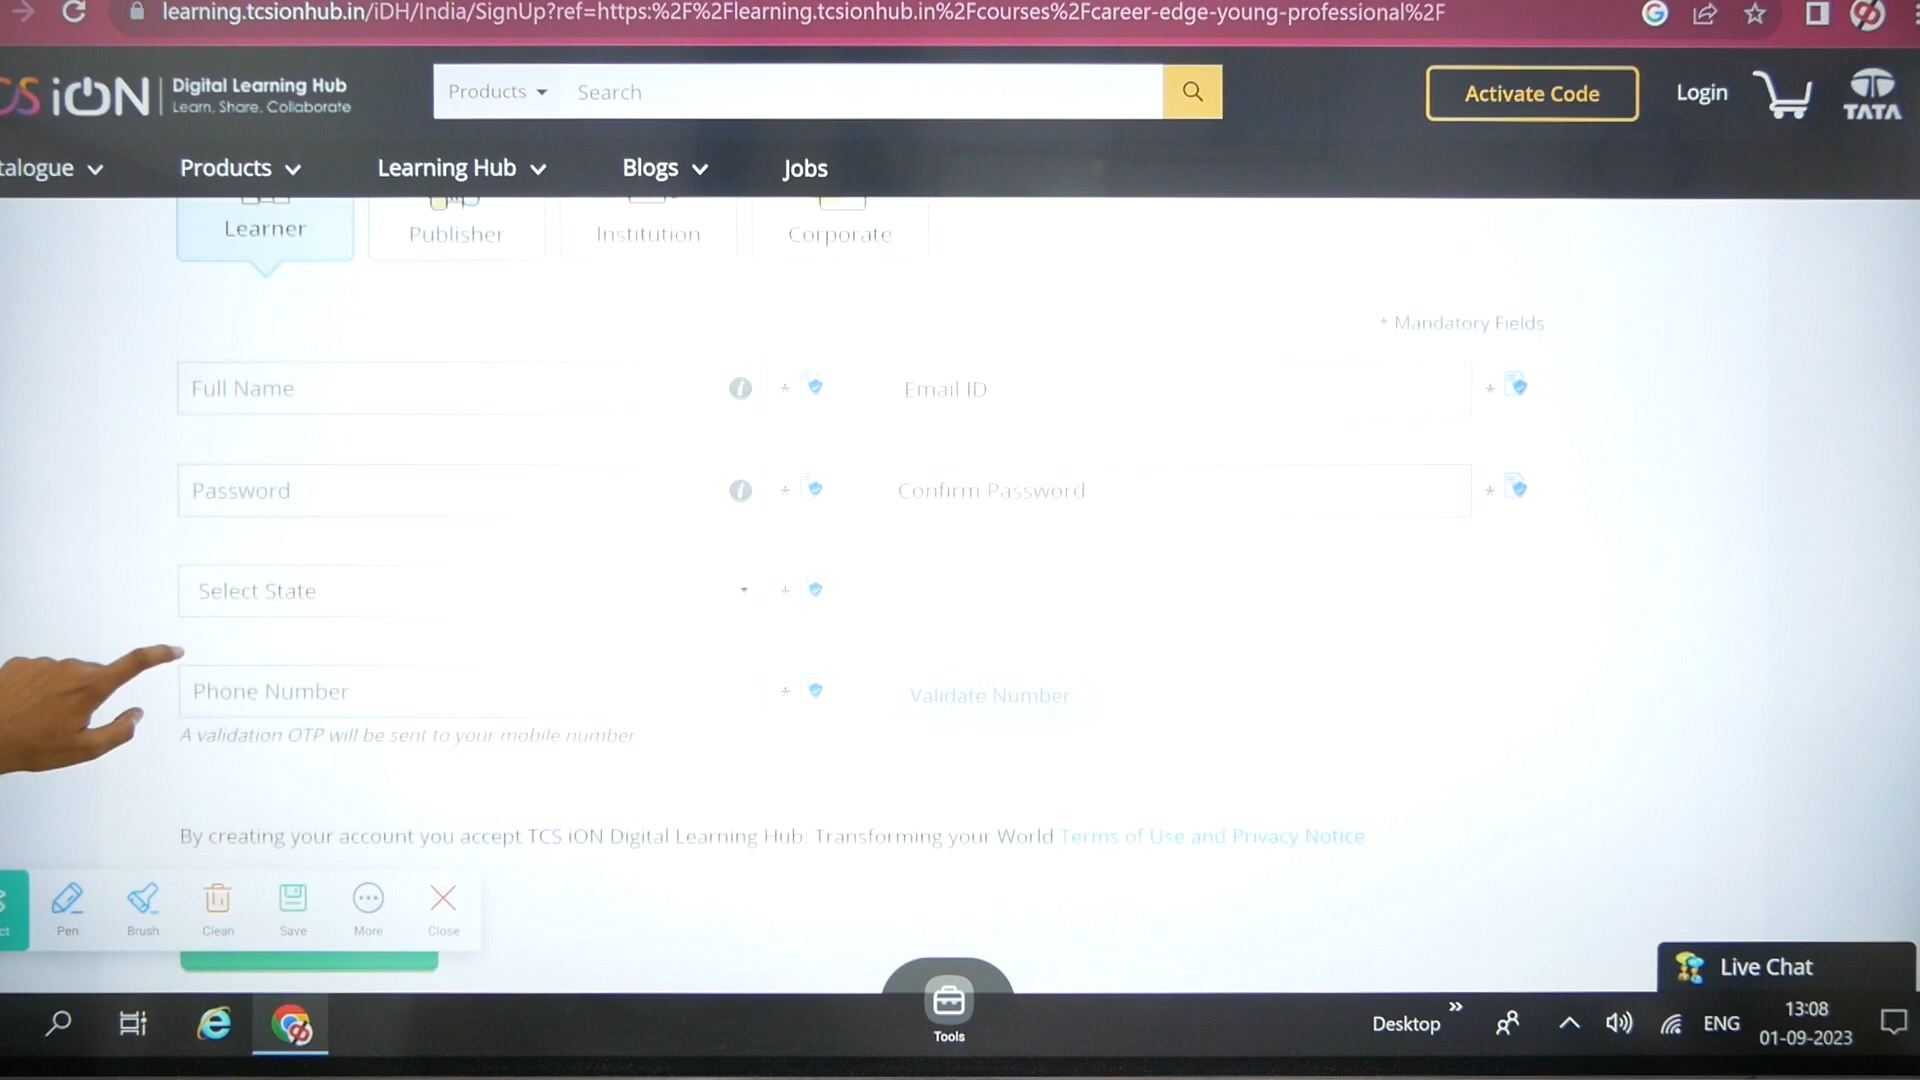 learning.tcsionhub.in/iDH/India/SignUp?ref=https:%2F%2Flearning.tcsionhub.in%2Fcourses%2Fcareer-edge-young-professional%2F
iON Digital Learning Hub
Learn, Share, Collaborate
Products Search
Activate Code Login
TATA
talogue Products Learning Hub Blogs Jobs
Learner Publisher Institution Corporate
* Mandatory Fields
Full Name * Email ID *
Password * Confirm Password *
Select State *
Phone Number * Validate Number
A validation OTP will be sent to your mobile number
By creating your account you accept TCS iON Digital Learning Hub: Transforming your World Terms of Use and Privacy Notice
ct Pen Brush Clean Save More Close
Live Chat
Tools
Desktop » ENG 13:08
01-09-2023